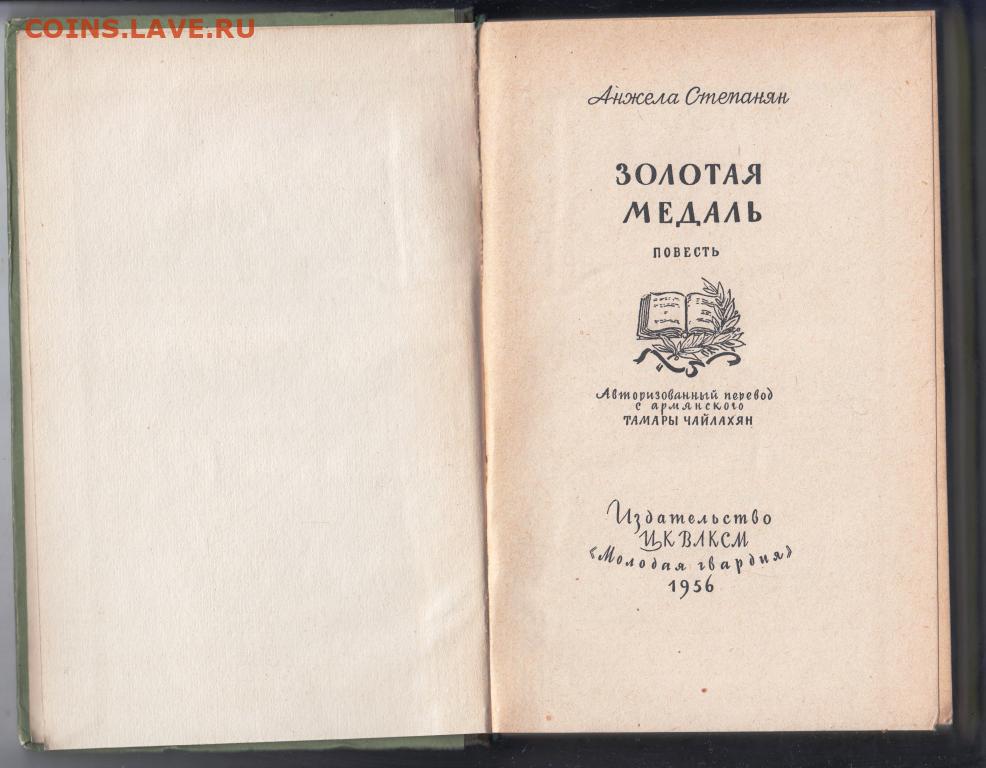 COINS.LAVE.RU
Анжела Степанян
ЗОЛОТАЯ
МЕДАЛЬ
ПОВЕСТЬ
Авторизованный перевод
с армянского
ТАМАРЫ ЧАЙЛАХЯН
Издательство
ЦК ВЛКСМ
«Молодая гвардия»
1956